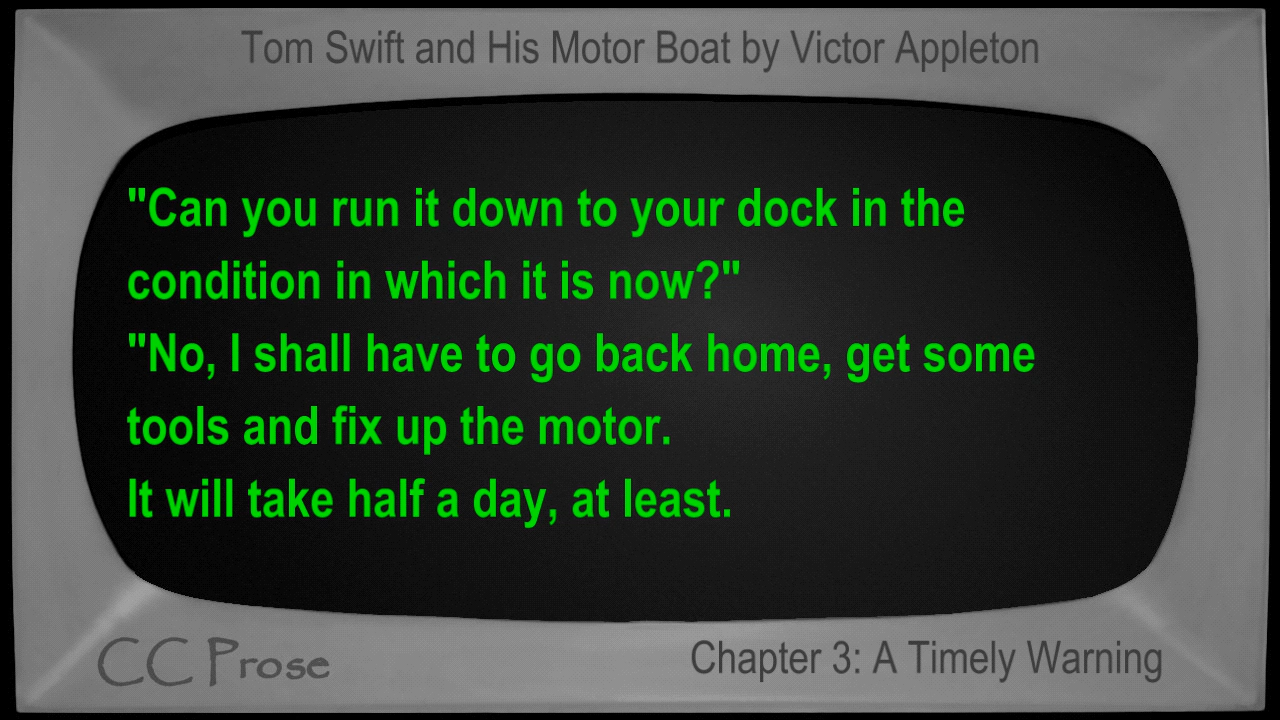 Tom Swift and His Motor Boat by Victor Appleton
"Can you run it down to your dock in the
condition in which it is now?"
"No, I shall have to go back home, get some
tools and fix up the motor.
It will take half a day, at least.
CC Prose
Chapter 3: A Timely Warning